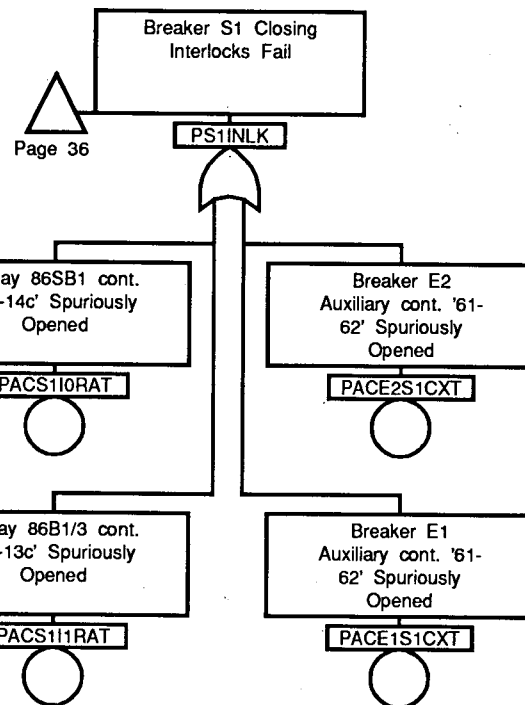 Breaker S1 Closing
Interlocks Fail
Page 36
PS1INLK
ay 86SB1 cont.
-14c' Spuriously
Opened
PACS1I0RAT
Breaker E2
Auxiliary cont. '61-
62' Spuriously
Opened
PACE2S1CXT
ay 86B1/3 cont.
-13c' Spuriously
Opened
PACS1I1RAT
Breaker E1
Auxiliary cont. '61-
62' Spuriously
Opened
PACE1S1CXT